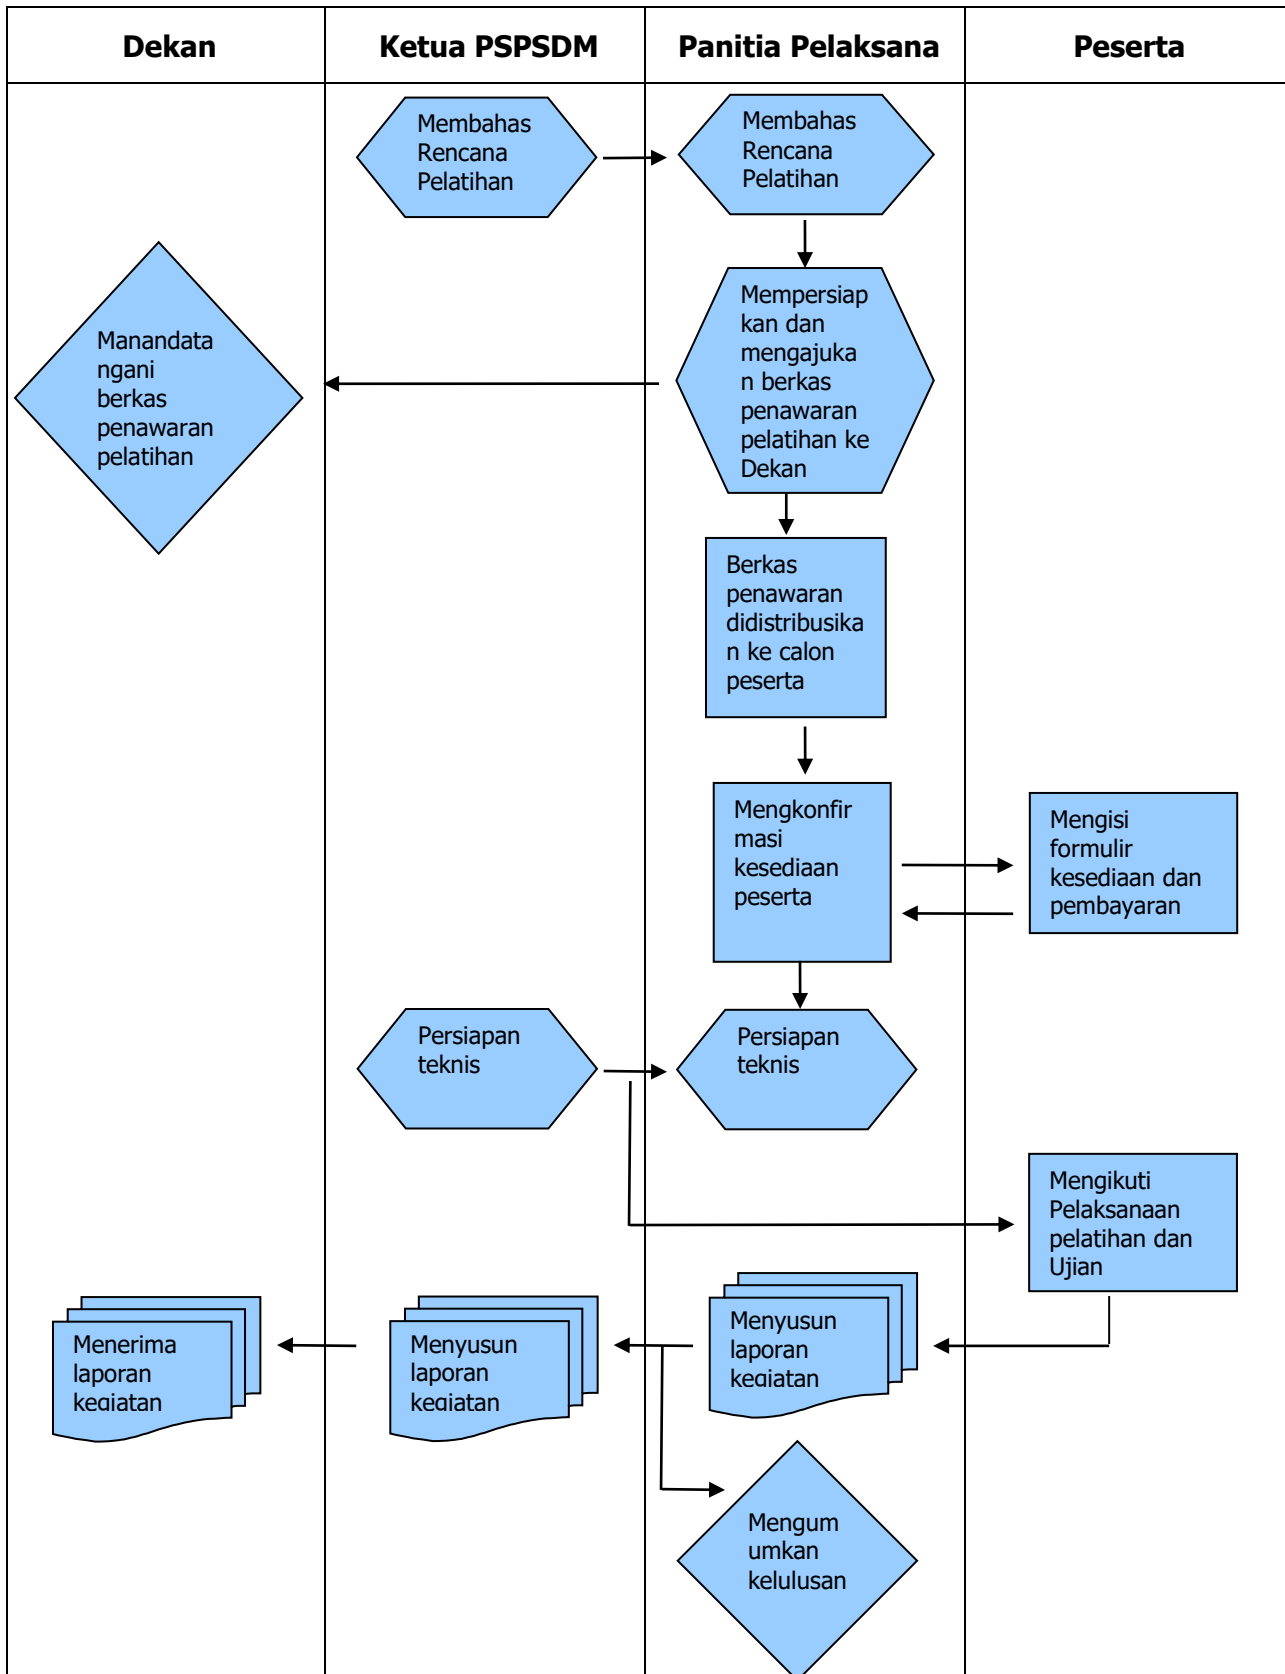 Dekan
Ketua PSPSDM
Panitia Pelaksana
Peserta
Membahas
Rencana
Pelatihan
Membahas
Rencana
Pelatihan
Mempersiap
kan dan
mengajuka
n berkas
penawaran
pelatihan ke
Dekan
Manandata
ngani
berkas
penawaran
pelatihan
Berkas
penawaran
didistribusika
n ke calon
peserta
Mengkonfir
masi
kesediaan
peserta
Mengisi
formulir
kesediaan dan
pembayaran
Persiapan
teknis
Persiapan
teknis
Mengikuti
Pelaksanaan
pelatihan dan
Ujian
Menyusun
laporan
kegiatan
Menyusun
laporan
kegiatan
Menerima
laporan
kegiatan
Mengum
umkan
kelulusan